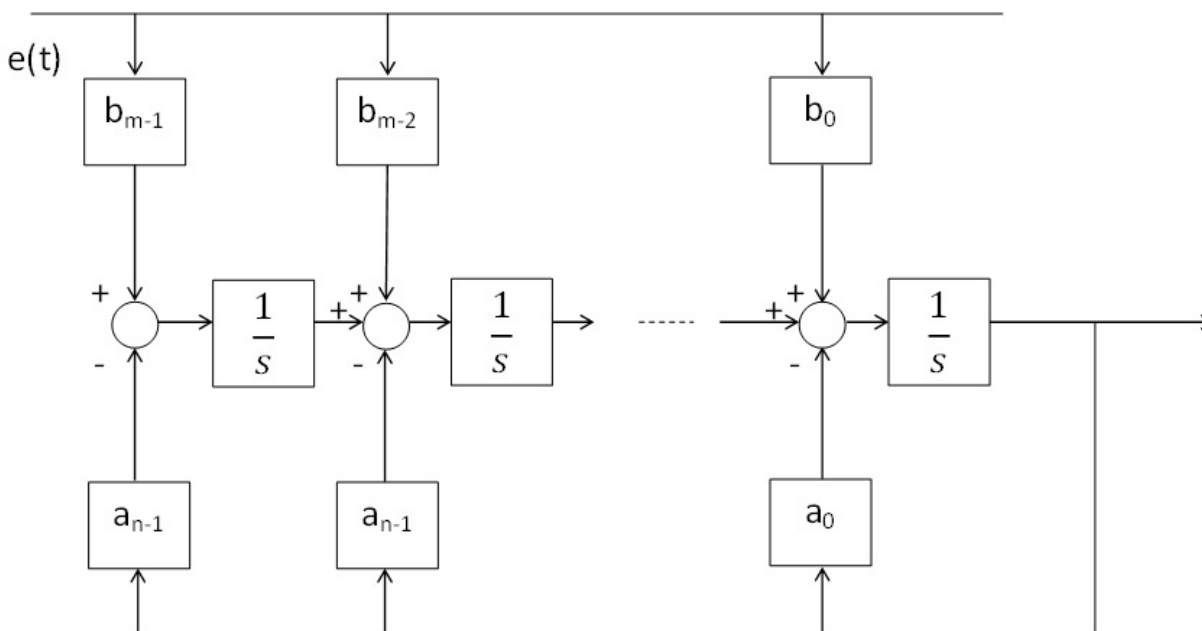 e(t)
b_{m-1} b_{m-2} b_0
+ + + + +
1/s 1/s 1/s
- - -
a_{n-1} a_{n-1} a_0